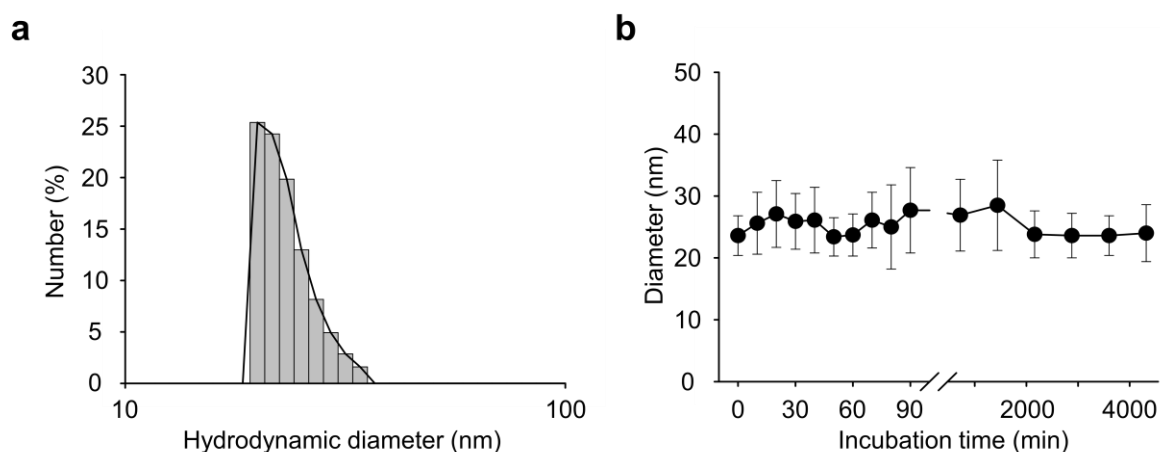 a
30
25
20
15
10
5
0
Number (%)
10
100
Hydrodynamic diameter (nm)
b
50
40
30
20
10
0
Diameter (nm)
0 30 60 90 2000 4000
Incubation time (min)